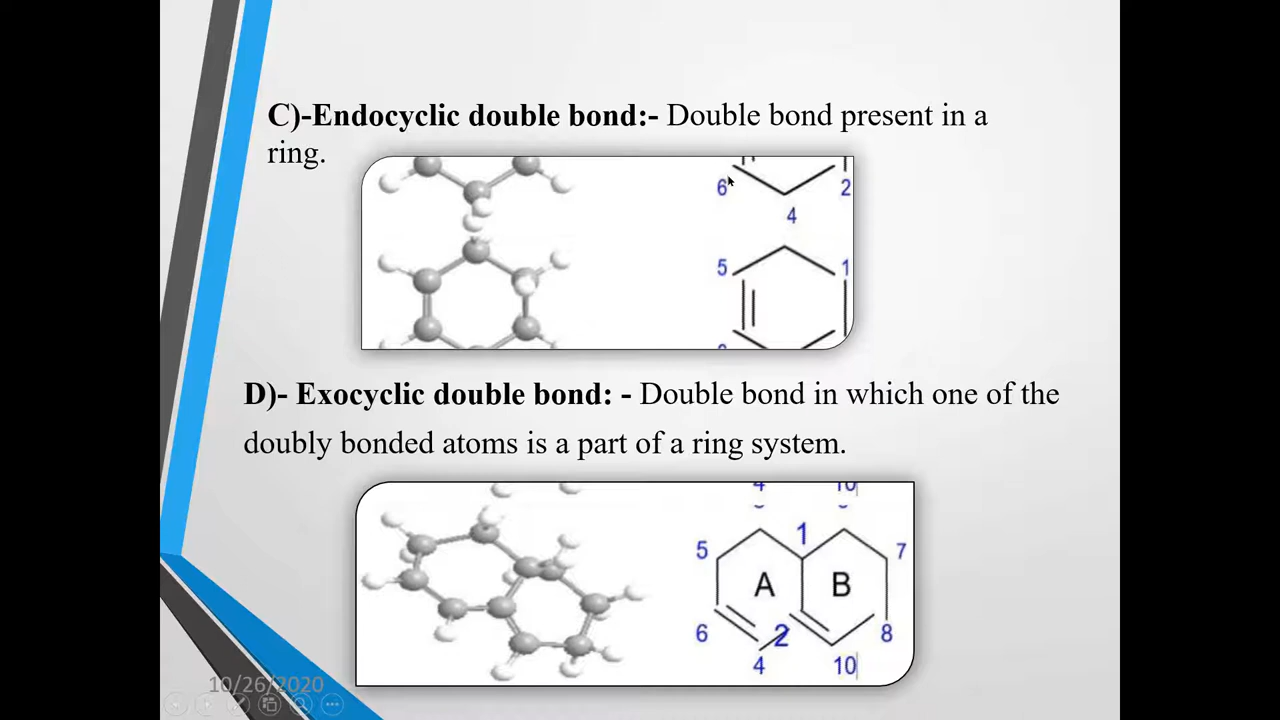 C)-Endocyclic double bond:- Double bond present in a
ring.
6
2
4
5
1
D)- Exocyclic double bond: - Double bond in which one of the
doubly bonded atoms is a part of a ring system.
4
10
1
5
7
A
B
6
2
8
4
10
10/26/2020